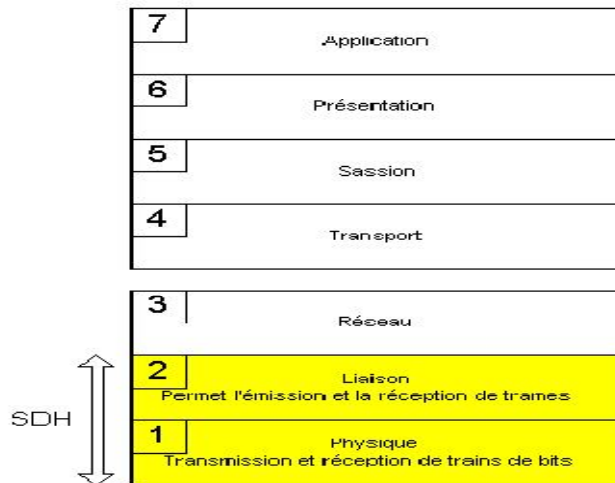 7
Application
6
Présentation
5
Sassion
4
Transport
3
Réseau
2
Liaison
Permet l'émission et la réception de trames
SDH
1
Physique
Transmission et réception de trains de bits